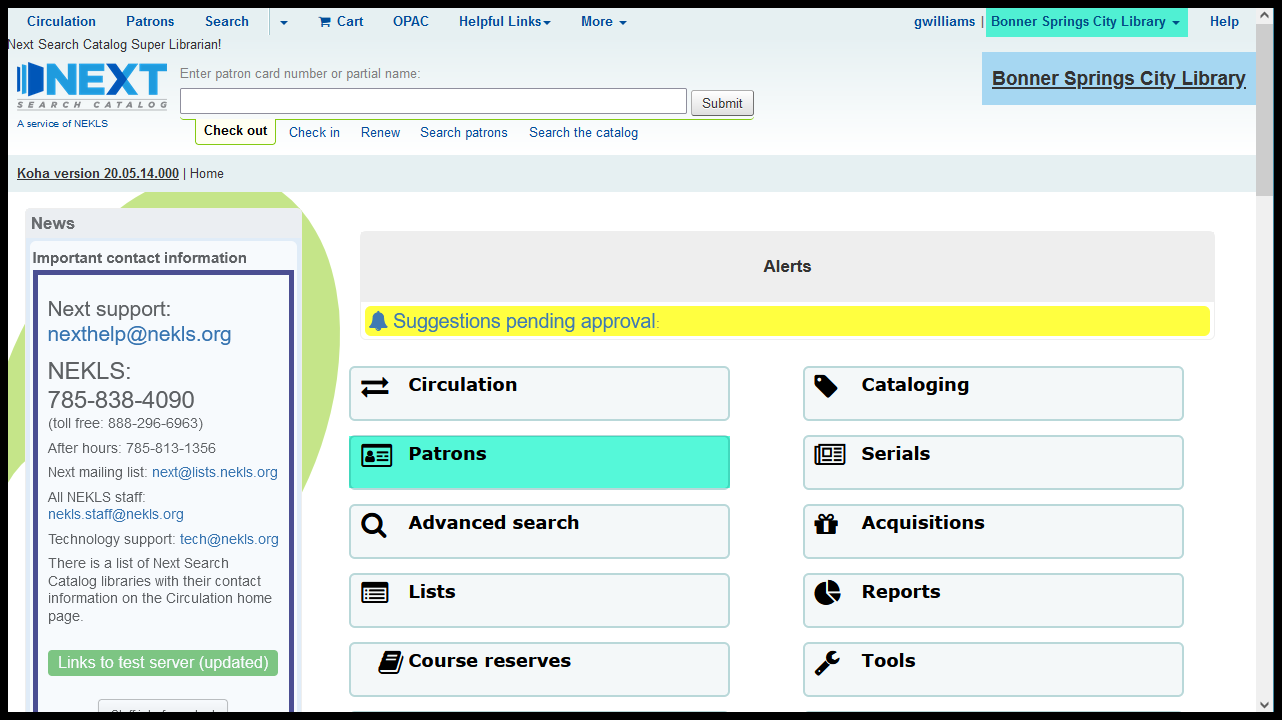 Circulation Patrons Search Cart OPAC Helpful Links More gwilliams | Bonner Springs City Library Help
Next Search Catalog Super Librarian!
NEXT
SEARCH CATALOG
A service of NEKLS
Enter patron card number or partial name:
Submit
Check out Check in Renew Search patrons Search the catalog
Bonner Springs City Library
Koha version 20.05.14.000 | Home
News
Important contact information
Next support:
nexthelp@nekls.org
NEKLS:
785-838-4090
(toll free: 888-296-6963)
After hours: 785-813-1356
Next mailing list: next@lists.nekls.org
All NEKLS staff:
nekls.staff@nekls.org
Technology support: tech@nekls.org
There is a list of Next Search
Catalog libraries with their contact
information on the Circulation home
page.
Links to test server (updated)
Alerts
Suggestions pending approval:
Circulation
Cataloging
Patrons
Serials
Advanced search
Acquisitions
Lists
Reports
Course reserves
Tools